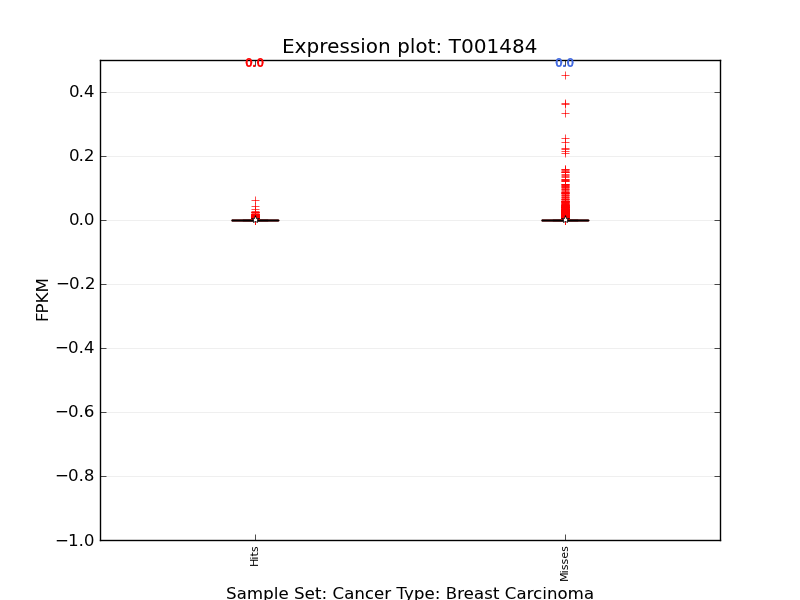 Expression plot: T001484
0.0 0.0
0.4
0.2
0.0
−0.2
−0.4
−0.6
−0.8
−1.0
FPKM
Hits Misses
Sample Set: Cancer Type: Breast Carcinoma